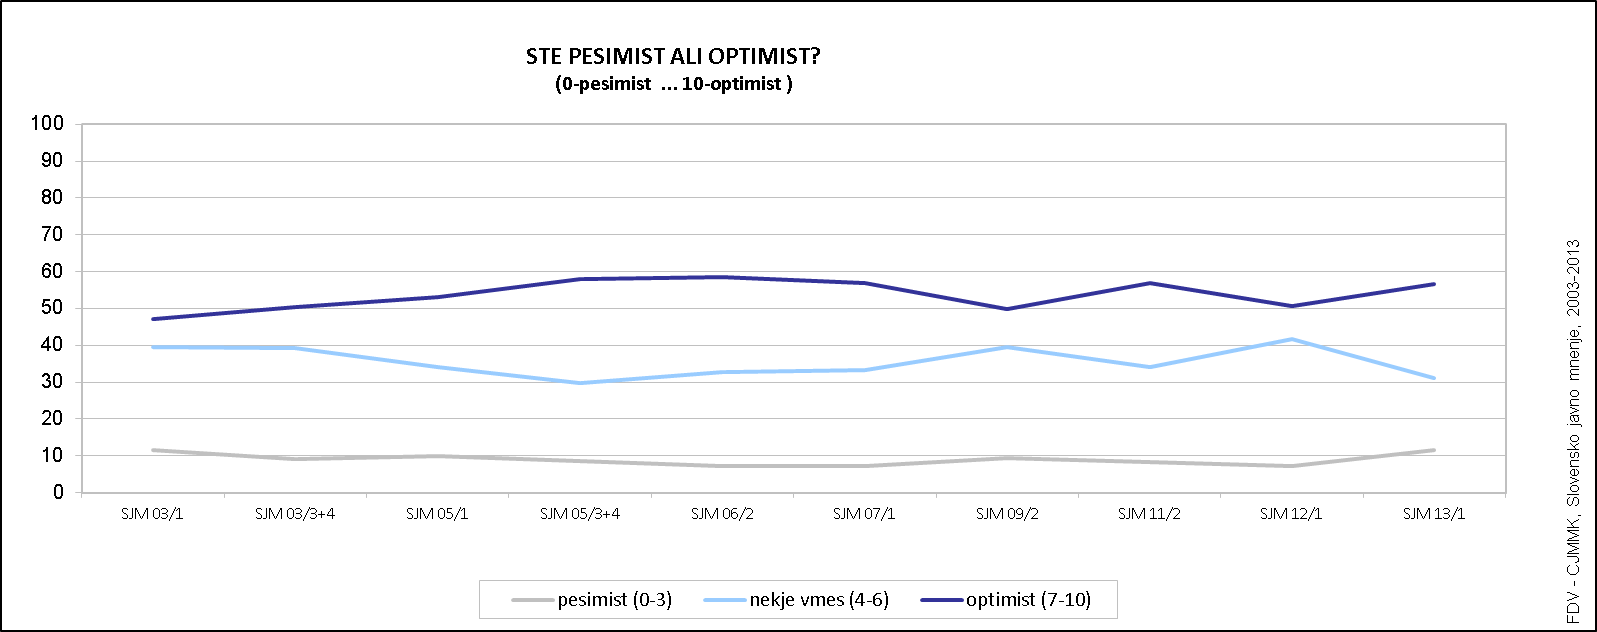 STE PESIMIST ALI OPTIMIST?
(0-pesimist ... 10-optimist )
100
90
80
70
60
50
40
30
20
10
0
SJM 03/1
SJM 03/3+4
SJM 05/1
SJM 05/3+4
SJM 06/2
SJM 07/1
SJM 09/2
SJM 11/2
SJM 12/1
SJM 13/1
pesimist (0-3)
nekje vmes (4-6)
optimist (7-10)
FDV - CJMMK, Slovensko javno mnenje, 2003-2013